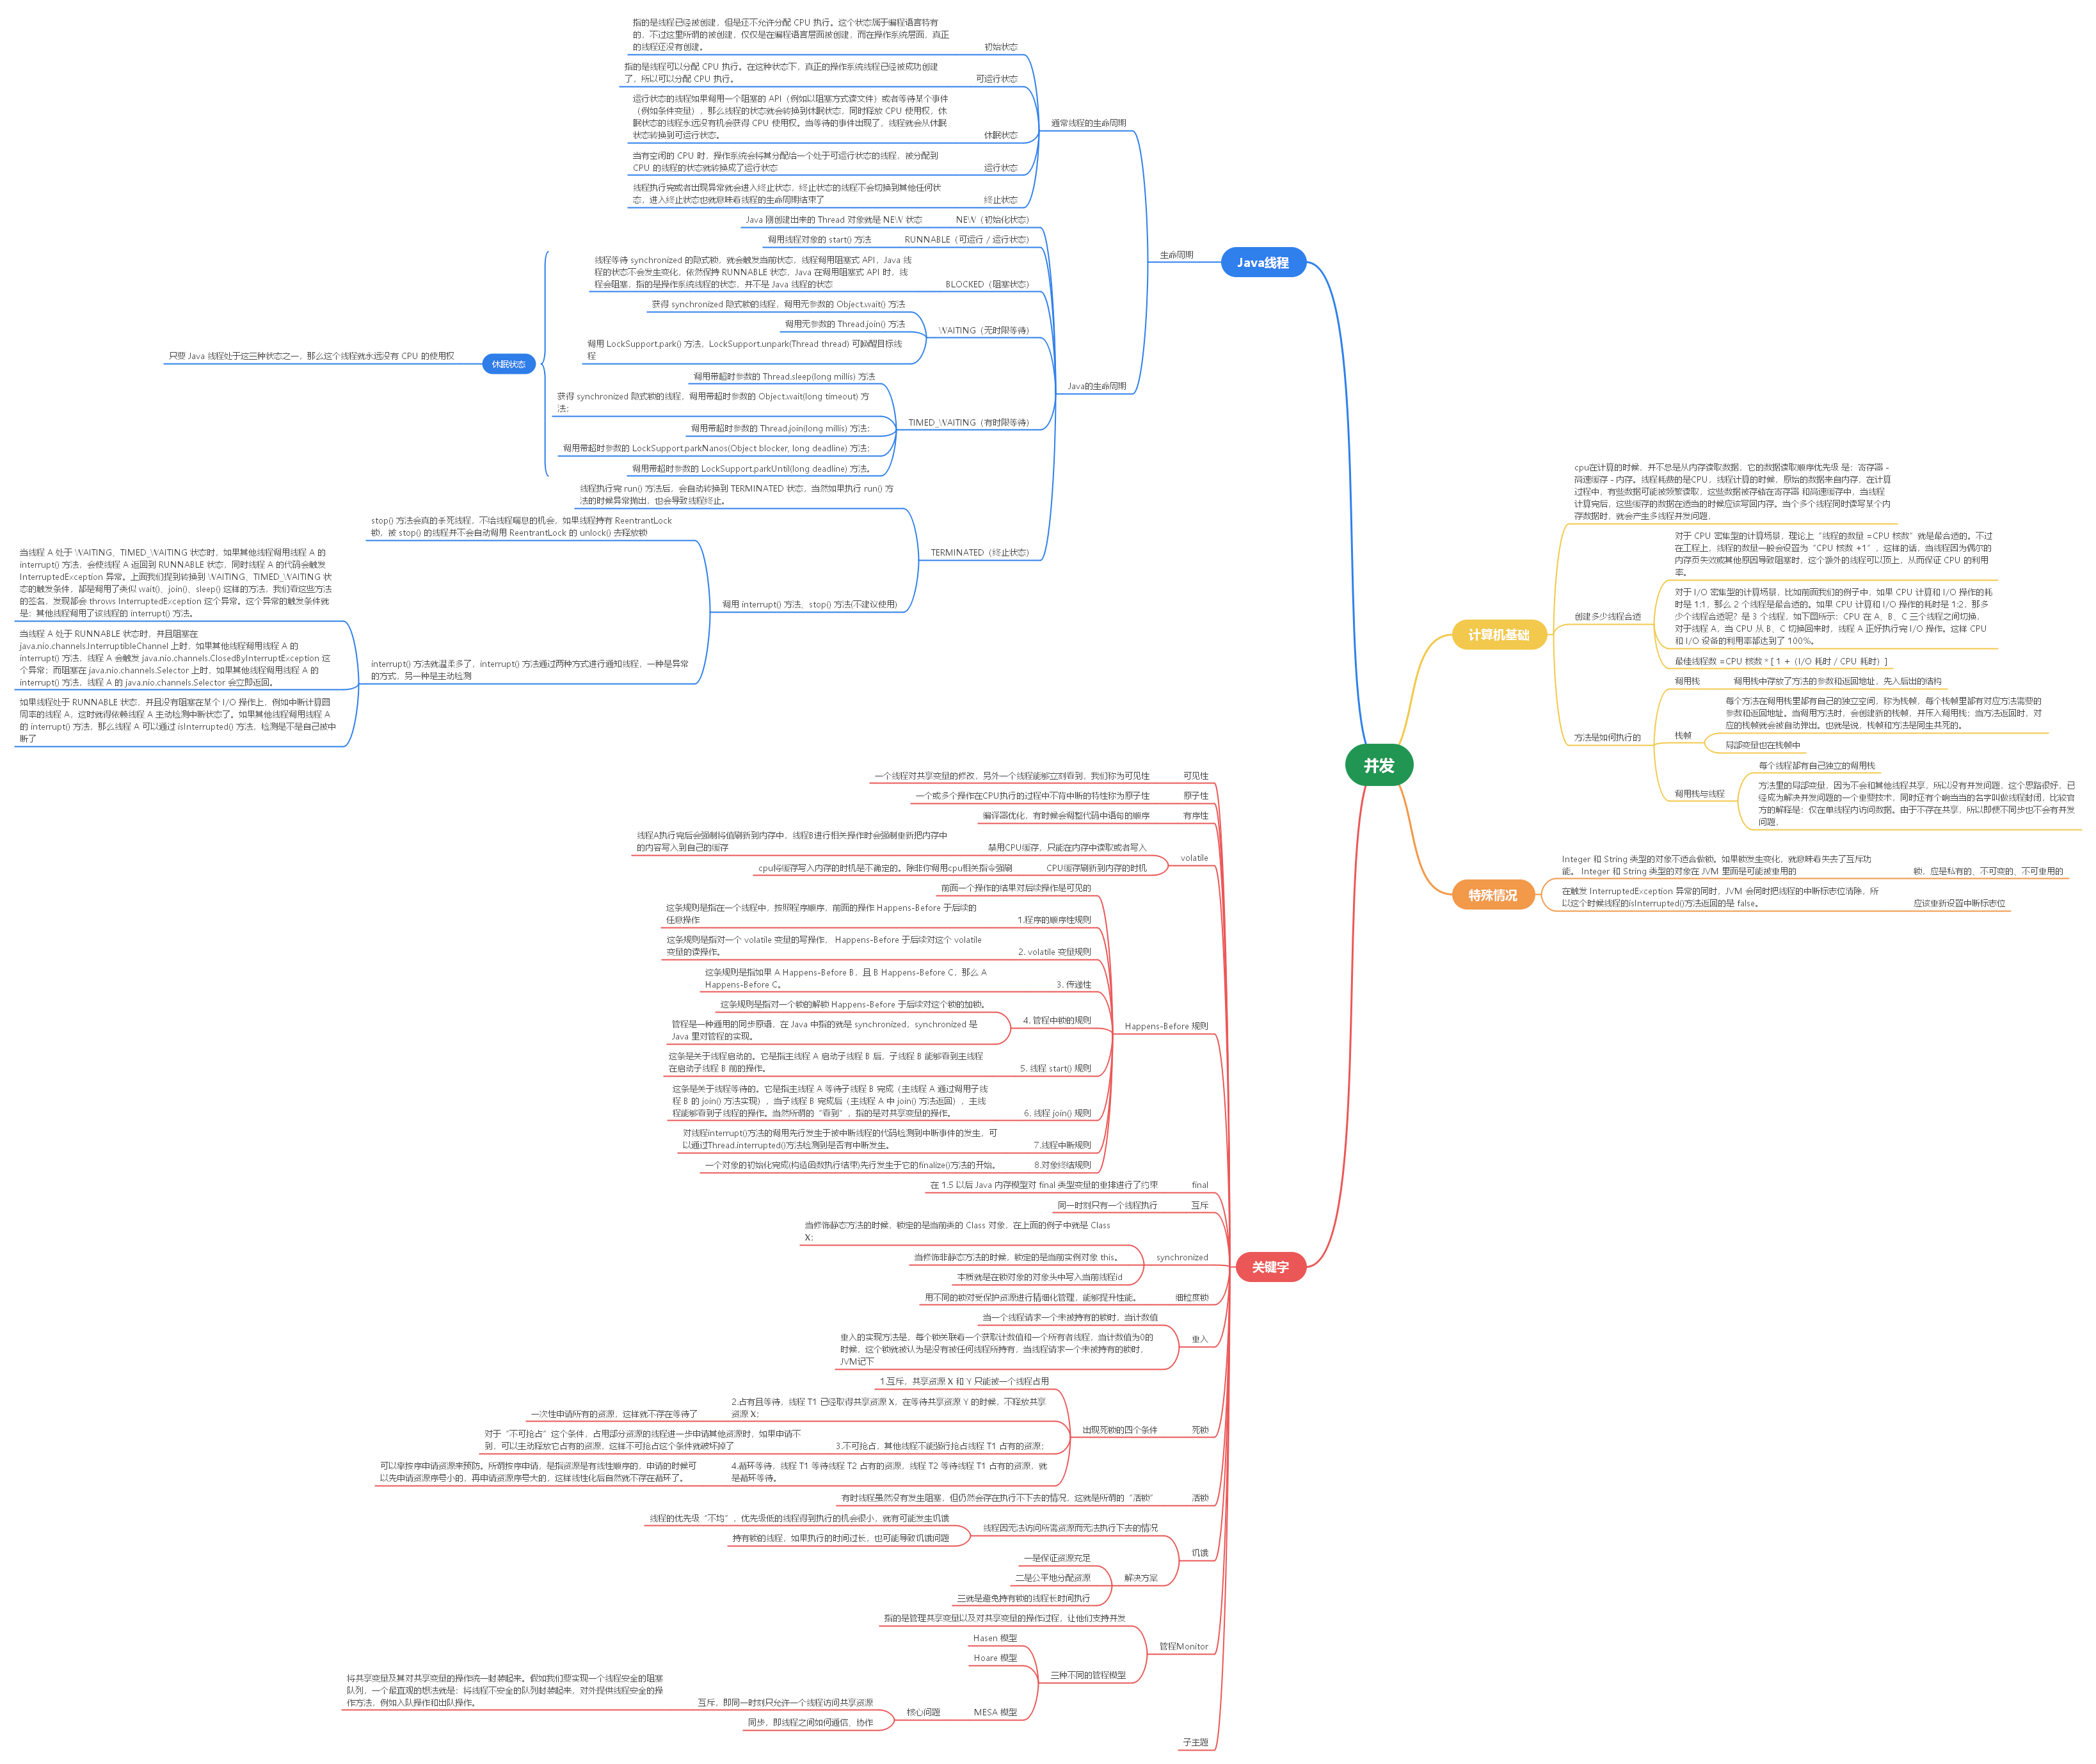 并发
Java线程
生命周期
通常线程的生命周期
初始状态
指的是线程已经被创建，但是还不允许分配 CPU 执行。这个状态属于编程语言特有
的，不过这里所谓的被创建，仅仅是在编程语言层面被创建，而在操作系统层面，真正
的线程还没有创建。
可运行状态
指的是线程可以分配 CPU 执行。在这种状态下，真正的操作系统线程已经被成功创建
了，所以可以分配 CPU 执行。
休眠状态
运行状态的线程如果调用一个阻塞的 API（例如以阻塞方式读文件）或者等待某个事件
（例如条件变量），那么线程的状态就会转换到休眠状态，同时释放 CPU 使用权，休
眠状态的线程永远没有机会获得 CPU 使用权。当等待的事件出现了，线程就会从休眠
状态转换到可运行状态。
运行状态
当有空闲的 CPU 时，操作系统会将其分配给一个处于可运行状态的线程，被分配到
CPU 的线程的状态就转换成了运行状态
终止状态
线程执行完或者出现异常就会进入终止状态，终止状态的线程不会切换到其他任何状
态，进入终止状态也就意味着线程的生命周期结束了
Java的生命周期
NEW（初始化状态）
Java 刚创建出来的 Thread 对象就是 NEW 状态
RUNNABLE（可运行 / 运行状态）
调用线程对象的 start() 方法
BLOCKED（阻塞状态）
线程等待 synchronized 的隐式锁，就会触发当前状态，线程调用阻塞式 API，Java 线
程的状态不会发生变化，依然保持 RUNNABLE 状态，Java 在调用阻塞式 API 时，线
程会阻塞，指的是操作系统线程的状态，并不是 Java 线程的状态
WAITING（无时限等待）
获得 synchronized 隐式锁的线程，调用无参数的 Object.wait() 方法
调用无参数的 Thread.join() 方法
调用 LockSupport.park() 方法，LockSupport.unpark(Thread thread) 可唤醒目标线
程
TIMED_WAITING（有时限等待）
调用带超时参数的 Thread.sleep(long millis) 方法
获得 synchronized 隐式锁的线程，调用带超时参数的 Object.wait(long timeout) 方
法；
调用带超时参数的 Thread.join(long millis) 方法；
调用带超时参数的 LockSupport.parkNanos(Object blocker, long deadline) 方法；
调用带超时参数的 LockSupport.parkUntil(long deadline) 方法。
休眠状态
只要 Java 线程处于这三种状态之一，那么这个线程就永远没有 CPU 的使用权
TERMINATED（终止状态）
线程执行完 run() 方法后，会自动转换到 TERMINATED 状态，当然如果执行 run() 方
法的时候异常抛出，也会导致线程终止。
调用 interrupt() 方法、stop() 方法(不建议使用)
stop() 方法会真的杀死线程，不给线程喘息的机会，如果线程持有 ReentrantLock
锁，被 stop() 的线程并不会自动调用 ReentrantLock 的 unlock() 去释放锁
interrupt() 方法就温柔多了，interrupt() 方法通过两种方式进行通知线程，一种是异常
的方式，另一种是主动检测
当线程 A 处于 WAITING、TIMED_WAITING 状态时，如果其他线程调用线程 A 的
interrupt() 方法，会使线程 A 返回到 RUNNABLE 状态，同时线程 A 的代码会触发
InterruptedException 异常。上面我们提到转换到 WAITING、TIMED_WAITING 状
态的触发条件，都是调用了类似 wait()、join()、sleep() 这样的方法，我们看这些方法
的签名，发现都会 throws InterruptedException 这个异常。这个异常的触发条件就
是：其他线程调用了该线程的 interrupt() 方法。
当线程 A 处于 RUNNABLE 状态时，并且阻塞在
java.nio.channels.InterruptibleChannel 上时，如果其他线程调用线程 A 的
interrupt() 方法，线程 A 会触发 java.nio.channels.ClosedByInterruptException 这
个异常；而阻塞在 java.nio.channels.Selector 上时，如果其他线程调用线程 A 的
interrupt() 方法，线程 A 的 java.nio.channels.Selector 会立即返回。
如果线程处于 RUNNABLE 状态，并且没有阻塞在某个 I/O 操作上，例如中断计算圆
周率的线程 A，这时就得依赖线程 A 主动检测中断状态了。如果其他线程调用线程 A
的 interrupt() 方法，那么线程 A 可以通过 isInterrupted() 方法，检测是不是自己被中
断了
计算机基础
cpu在计算的时候，并不总是从内存读取数据，它的数据读取顺序优先级 是：寄存器 -
高速缓存 - 内存。线程耗费的是CPU，线程计算的时候，原始的数据来自内存，在计算
过程中，有些数据可能被频繁读取，这些数据被存储在寄存器 和高速缓存中，当线程
计算完后，这些缓存的数据在适当的时候应该写回内存。当个多个线程同时读写某个内
存数据时，就会产生多线程并发问题，
创建多少线程合适
对于 CPU 密集型的计算场景，理论上“线程的数量 =CPU 核数”就是最合适的。不过
在工程上，线程的数量一般会设置为“CPU 核数 +1”，这样的话，当线程因为偶尔的
内存页失效或其他原因导致阻塞时，这个额外的线程可以顶上，从而保证 CPU 的利用
率。
对于 I/O 密集型的计算场景，比如前面我们的例子中，如果 CPU 计算和 I/O 操作的耗
时是 1:1，那么 2 个线程是最合适的。如果 CPU 计算和 I/O 操作的耗时是 1:2，那多
少个线程合适呢？是 3 个线程，如下图所示：CPU 在 A、B、C 三个线程之间切换，
对于线程 A，当 CPU 从 B、C 切换回来时，线程 A 正好执行完 I/O 操作。这样 CPU
和 I/O 设备的利用率都达到了 100%。
最佳线程数 =CPU 核数 * [ 1 +（I/O 耗时 / CPU 耗时）]
方法是如何执行的
调用栈
调用栈中存放了方法的参数和返回地址，先入后出的结构
栈帧
每个方法在调用栈里都有自己的独立空间，称为栈帧，每个栈帧里都有对应方法需要的
参数和返回地址。当调用方法时，会创建新的栈帧，并压入调用栈；当方法返回时，对
应的栈帧就会被自动弹出。也就是说，栈帧和方法是同生共死的。
局部变量也在栈帧中
调用栈与线程
每个线程都有自己独立的调用栈
方法里的局部变量，因为不会和其他线程共享，所以没有并发问题，这个思路很好，已
经成为解决并发问题的一个重要技术，同时还有个响当当的名字叫做线程封闭，比较官
方的解释是：仅在单线程内访问数据。由于不存在共享，所以即使不同步也不会有并发
问题，
特殊情况
Integer 和 String 类型的对象不适合做锁。如果锁发生变化，就意味着失去了互斥功
能。 Integer 和 String 类型的对象在 JVM 里面是可能被重用的
锁，应是私有的、不可变的、不可重用的
在触发 InterruptedException 异常的同时，JVM 会同时把线程的中断标志位清除，所
以这个时候线程的isInterrupted()方法返回的是 false。
应该重新设置中断标志位
关键字
可见性
一个线程对共享变量的修改，另外一个线程能够立刻看到，我们称为可见性
原子性
一个或多个操作在CPU执行的过程中不背中断的特性称为原子性
有序性
编译器优化，有时候会调整代码中语句的顺序
volatile
禁用CPU缓存，只能在内存中读取或者写入
线程A执行完后会强制将值刷新到内存中，线程B进行相关操作时会强制重新把内存中
的内容写入到自己的缓存
CPU缓存刷新到内存的时机
cpu将缓存写入内存的时机是不确定的。除非你调用cpu相关指令强刷
Happens-Before 规则
前面一个操作的结果对后续操作是可见的
1.程序的顺序性规则
这条规则是指在一个线程中，按照程序顺序，前面的操作 Happens-Before 于后续的
任意操作
2. volatile 变量规则
这条规则是指对一个 volatile 变量的写操作， Happens-Before 于后续对这个 volatile
变量的读操作。
3. 传递性
这条规则是指如果 A Happens-Before B，且 B Happens-Before C，那么 A
Happens-Before C。
4. 管程中锁的规则
这条规则是指对一个锁的解锁 Happens-Before 于后续对这个锁的加锁。
管程是一种通用的同步原语，在 Java 中指的就是 synchronized，synchronized 是
Java 里对管程的实现。
5. 线程 start() 规则
这条是关于线程启动的。它是指主线程 A 启动子线程 B 后，子线程 B 能够看到主线程
在启动子线程 B 前的操作。
6. 线程 join() 规则
这条是关于线程等待的。它是指主线程 A 等待子线程 B 完成（主线程 A 通过调用子线
程 B 的 join() 方法实现），当子线程 B 完成后（主线程 A 中 join() 方法返回），主线
程能够看到子线程的操作。当然所谓的“看到”，指的是对共享变量的操作。
7.线程中断规则
对线程interrupt()方法的调用先行发生于被中断线程的代码检测到中断事件的发生，可
以通过Thread.interrupted()方法检测到是否有中断发生。
8.对象终结规则
一个对象的初始化完成(构造函数执行结束)先行发生于它的finalize()方法的开始。
final
在 1.5 以后 Java 内存模型对 final 类型变量的重排进行了约束
互斥
同一时刻只有一个线程执行
synchronized
当修饰静态方法的时候，锁定的是当前类的 Class 对象，在上面的例子中就是 Class
X；
当修饰非静态方法的时候，锁定的是当前实例对象 this。
本质就是在锁对象的对象头中写入当前线程id
细粒度锁
用不同的锁对受保护资源进行精细化管理，能够提升性能。
重入
当一个线程请求一个未被持有的锁时，当计数值
重入的实现方法是，每个锁关联着一个获取计数值和一个所有者线程，当计数值为0的
时候，这个锁就被认为是没有被任何线程所持有，当线程请求一个未被持有的锁时，
JVM记下
死锁
出现死锁的四个条件
1.互斥，共享资源 X 和 Y 只能被一个线程占用
2.占有且等待，线程 T1 已经取得共享资源 X，在等待共享资源 Y 的时候，不释放共享
资源 X；
一次性申请所有的资源，这样就不存在等待了
3.不可抢占，其他线程不能强行抢占线程 T1 占有的资源；
对于“不可抢占”这个条件，占用部分资源的线程进一步申请其他资源时，如果申请不
到，可以主动释放它占有的资源，这样不可抢占这个条件就破坏掉了
4.循环等待，线程 T1 等待线程 T2 占有的资源，线程 T2 等待线程 T1 占有的资源，就
是循环等待。
可以靠按序申请资源来预防。所谓按序申请，是指资源是有线性顺序的，申请的时候可
以先申请资源序号小的，再申请资源序号大的，这样线性化后自然就不存在循环了。
活锁
有时线程虽然没有发生阻塞，但仍然会存在执行不下去的情况，这就是所谓的“活锁”
饥饿
线程因无法访问所需资源而无法执行下去的情况
线程的优先级“不均”，优先级低的线程得到执行的机会很小，就有可能发生饥饿
持有锁的线程，如果执行的时间过长，也可能导致饥饿问题
解决方案
一是保证资源充足
二是公平地分配资源
三就是避免持有锁的线程长时间执行
管程Monitor
指的是管理共享变量以及对共享变量的操作过程，让他们支持并发
三种不同的管程模型
Hasen 模型
Hoare 模型
MESA 模型
核心问题
互斥，即同一时刻只允许一个线程访问共享资源
将共享变量及其对共享变量的操作统一封装起来。假如我们要实现一个线程安全的阻塞
队列，一个最直观的想法就是：将线程不安全的队列封装起来，对外提供线程安全的操
作方法，例如入队操作和出队操作。
同步，即线程之间如何通信、协作
子主题